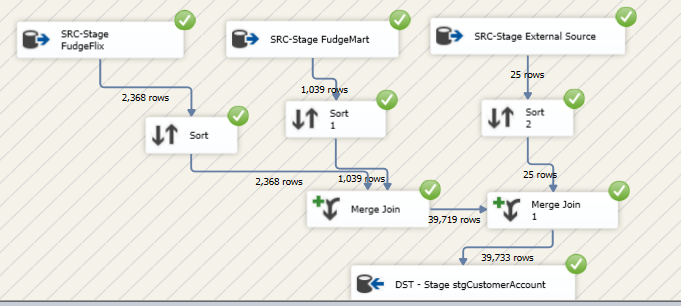 SRC-Stage
FudgeFlix
SRC-Stage FudgeMart
SRC-Stage External Source
2,368 rows
1,039 rows
25 rows
Sort
Sort
1
Sort
2
2,368 rows
1,039 rows
25 rows
Merge Join
39,719 rows
Merge Join
1
39,733 rows
DST - Stage stgCustomerAccount